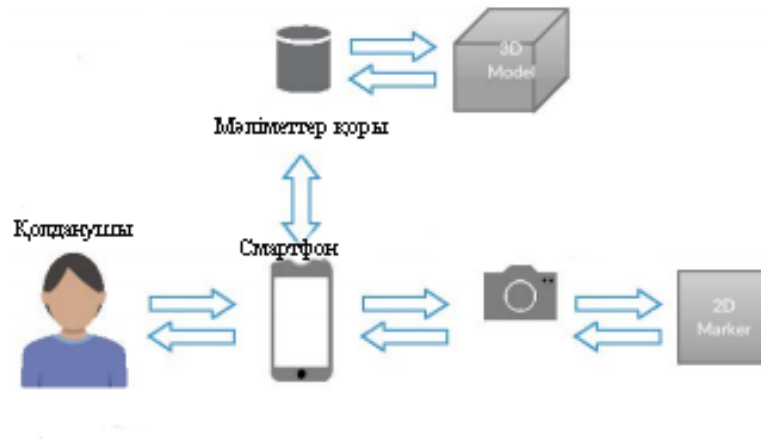 3D
Model
Мәліметтер қоры
Қолданушы
Смартфон
2D
Marker